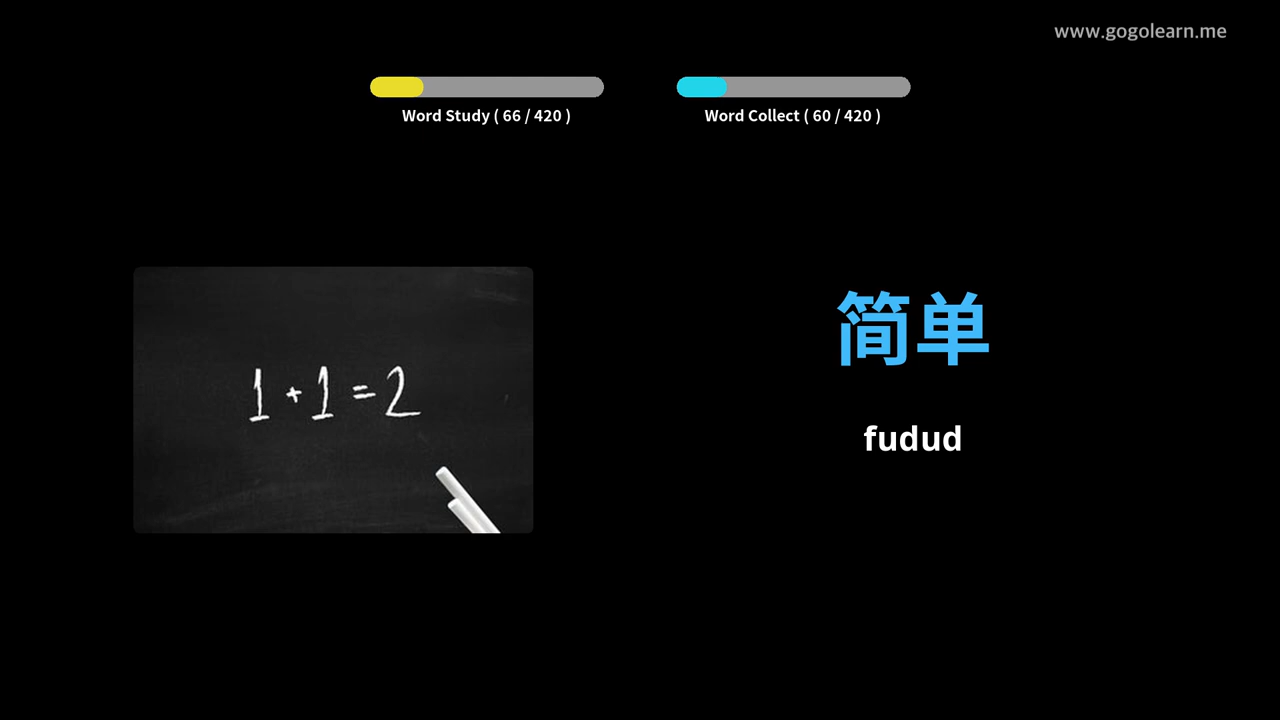 www.gogolearn.me
Word Study ( 66 / 420 )
Word Collect ( 60 / 420 )
1 + 1 = 2
简单
fudud